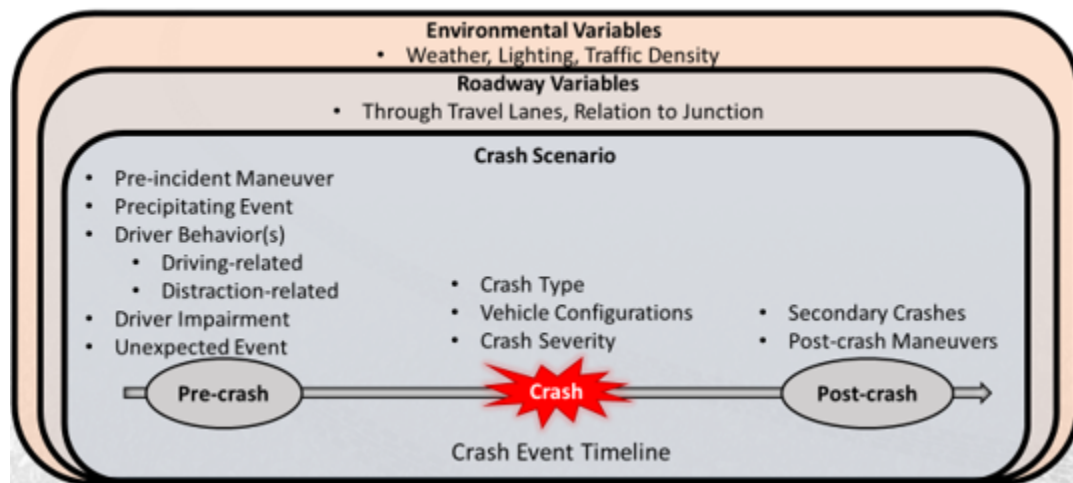 Environmental Variables
• Weather, Lighting, Traffic Density
Roadway Variables
• Through Travel Lanes, Relation to Junction
Crash Scenario
• Pre-incident Maneuver
• Precipitating Event
• Driver Behavior(s)
• Driving-related
• Distraction-related
• Driver Impairment
• Unexpected Event
• Crash Type
• Vehicle Configurations
• Crash Severity
• Secondary Crashes
• Post-crash Maneuvers
Pre-crash
Crash
Post-crash
Crash Event Timeline